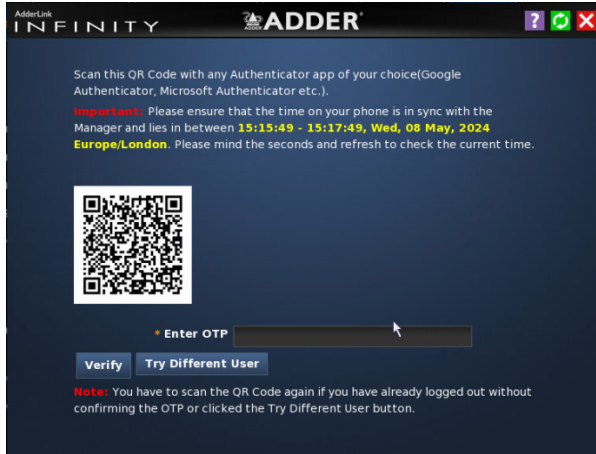 AdderLink
INFINITY
ADDER
ADDER
?
Scan this QR Code with any Authenticator app of your choice(Google
Authenticator, Microsoft Authenticator etc.).
Important: Please ensure that the time on your phone is in sync with the
Manager and lies in between 15:15:49 - 15:17:49, Wed, 08 May, 2024
Europe/London. Please mind the seconds and refresh to check the current time.
* Enter OTP
Verify
Try Different User
Note: You have to scan the QR Code again if you have already logged out without
confirming the OTP or clicked the Try Different User button.